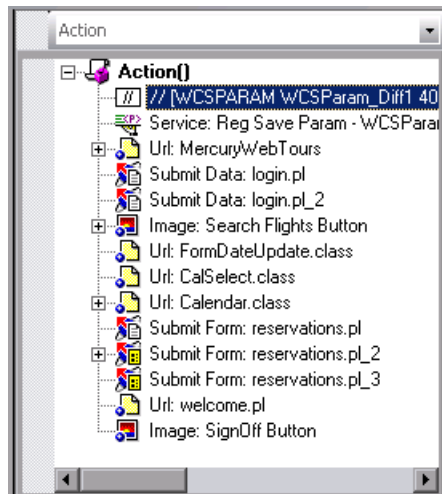 Action
Action()
// // [WCSPARAM WCSParam_Diff1 40
<P> Service: Reg Save Param - WCSParar
Url: MercuryWebTours
Submit Data: login.pl
Submit Data: login.pl_2
Image: Search Flights Button
Url: FormDateUpdate.class
Url: CalSelect.class
Url: Calendar.class
Submit Form: reservations.pl
Submit Form: reservations.pl_2
Submit Form: reservations.pl_3
Url: welcome.pl
Image: SignOff Button